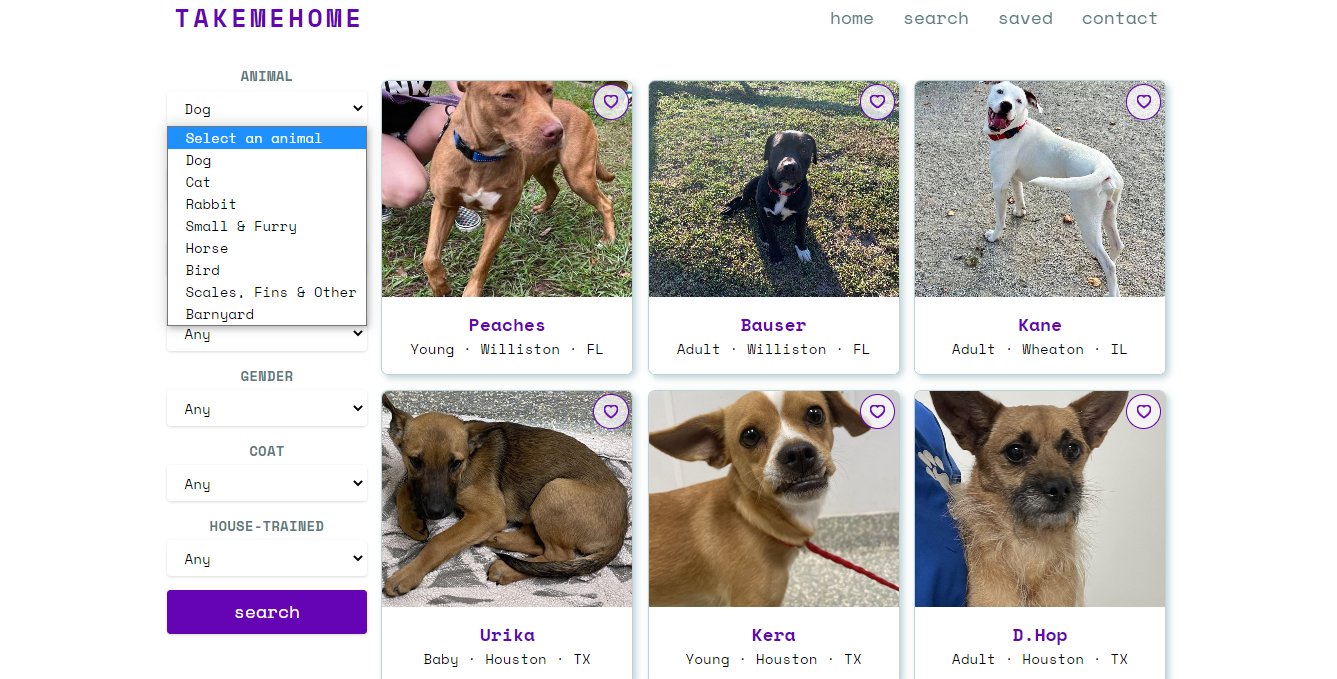 TAKEMEHOME
home search saved contact
ANIMAL
Dog
Select an animal
Dog
Cat
Rabbit
Small & Furry
Horse
Bird
Scales, Fins & Other
Barnyard
Any
GENDER
Any
COAT
Any
HOUSE-TRAINED
Any
search
Peaches
Young · Williston · FL
Bauser
Adult · Williston · FL
Kane
Adult · Wheaton · IL
Urika
Baby · Houston · TX
Kera
Young · Houston · TX
D.Hop
Adult · Houston · TX